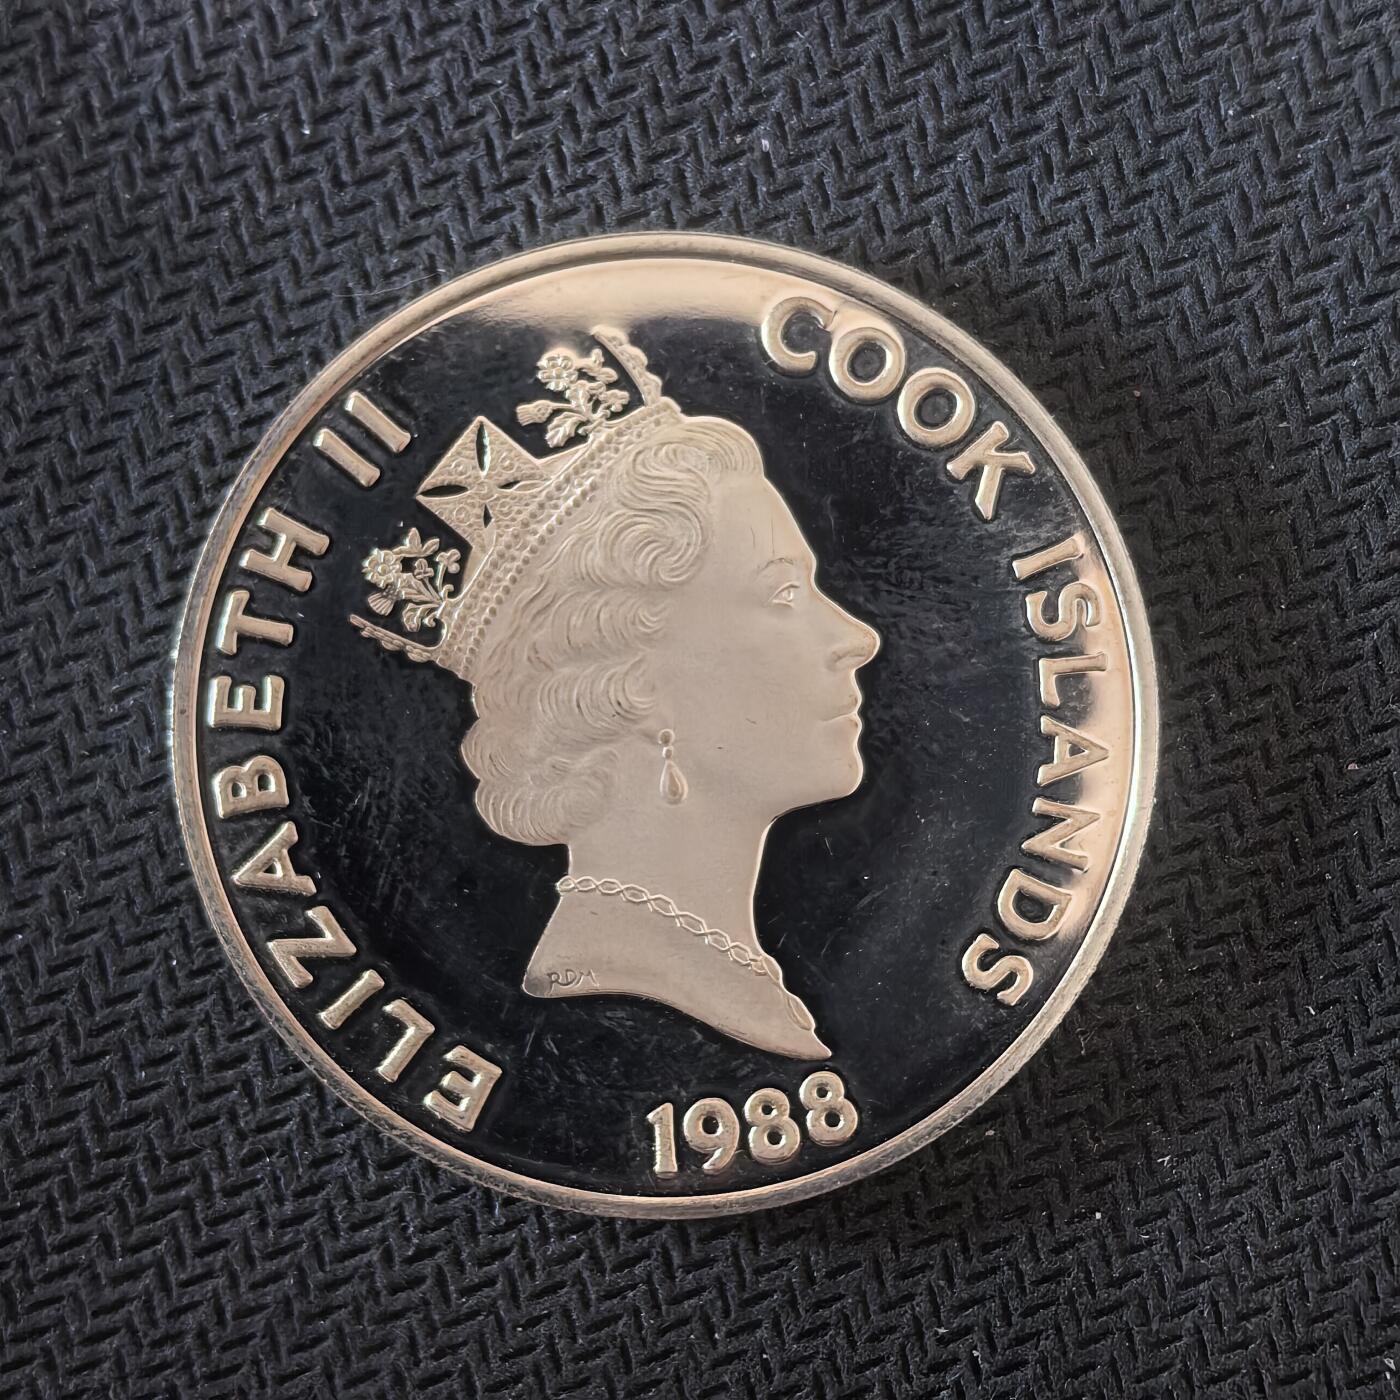 ELIZABETH II
COOK ISLANDS
1988
RDM